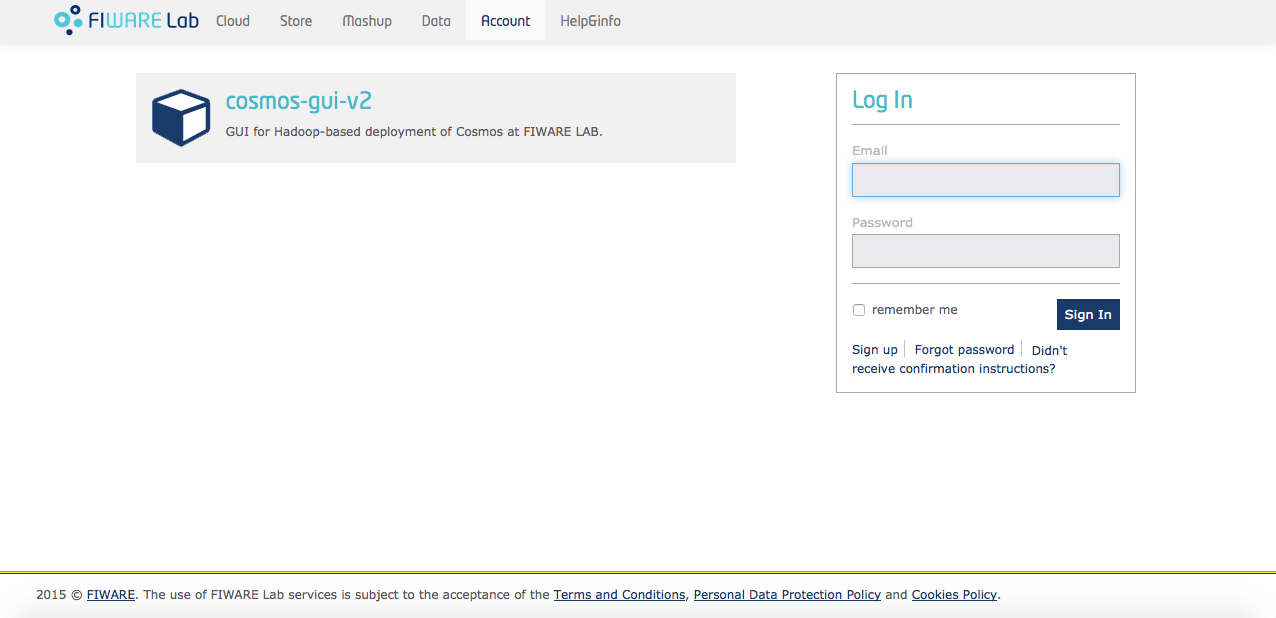 FIWARE Lab Cloud Store Mashup Data Account Help&info
cosmos-gui-v2
GUI for Hadoop-based deployment of Cosmos at FIWARE LAB.
Log In
Email
Password
remember me
Sign In
Sign up Forgot password Didn't
receive confirmation instructions?
2015 © FIWARE. The use of FIWARE Lab services is subject to the acceptance of the Terms and Conditions, Personal Data Protection Policy and Cookies Policy.